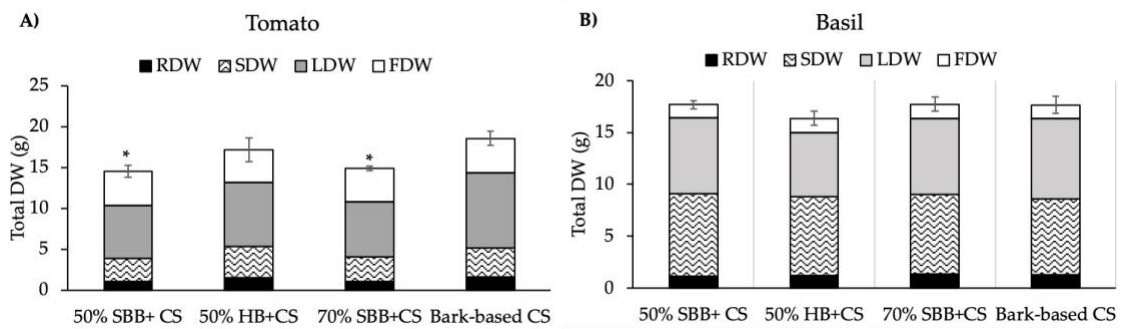 A)
Tomato
RDW SDW LDW FDW
Total DW (g)
25
20
15
10
5
0
*
*
50% SBB+ CS 50% HB+CS 70% SBB+CS Bark-based CS
B)
Basil
RDW SDW LDW FDW
Total DW (g)
20
15
10
5
0
50% SBB+ CS 50% HB+CS 70% SBB+CS Bark-based CS